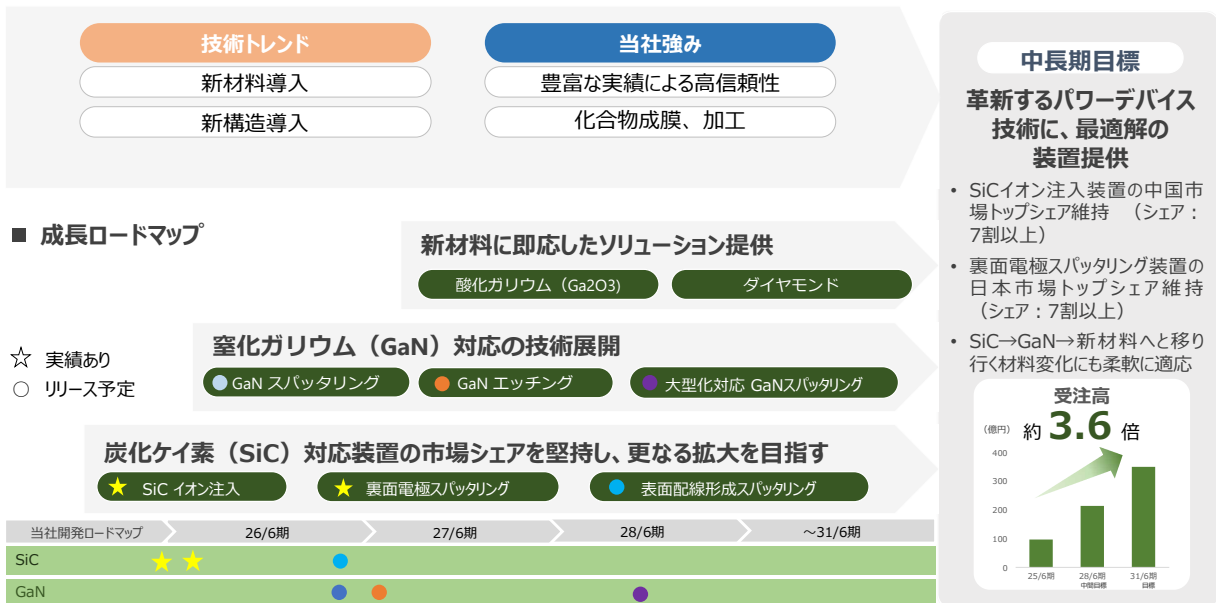 技術トレンド
新材料導入
新構造導入
当社強み
豊富な実績による高信頼性
化合物成膜、加工
■ 成長ロードマップ
新材料に即応したソリューション提供
酸化ガリウム（Ga2O3)
ダイヤモンド
☆ 実績あり
○ リリース予定
窒化ガリウム（GaN）対応の技術展開
GaN スパッタリング
GaN エッチング
大型化対応 GaNスパッタリング
炭化ケイ素（SiC）対応装置の市場シェアを堅持し、更なる拡大を目指す
SiC イオン注入
裏面電極スパッタリング
表面配線形成スパッタリング
当社開発ロードマップ
26/6期
27/6期
28/6期
～31/6期
SiC
GaN
中長期目標
革新するパワーデバイス
技術に、最適解の
装置提供
• SiCイオン注入装置の中国市
場トップシェア維持 （シェア：
7割以上）
• 裏面電極スパッタリング装置の
日本市場トップシェア維持
（シェア：7割以上）
• SiC→GaN→新材料へと移り
行く材料変化にも柔軟に適応
受注高
（億円）
約 3.6 倍
400
300
200
100
0
25/6期
28/6期
中間目標
31/6期
目標